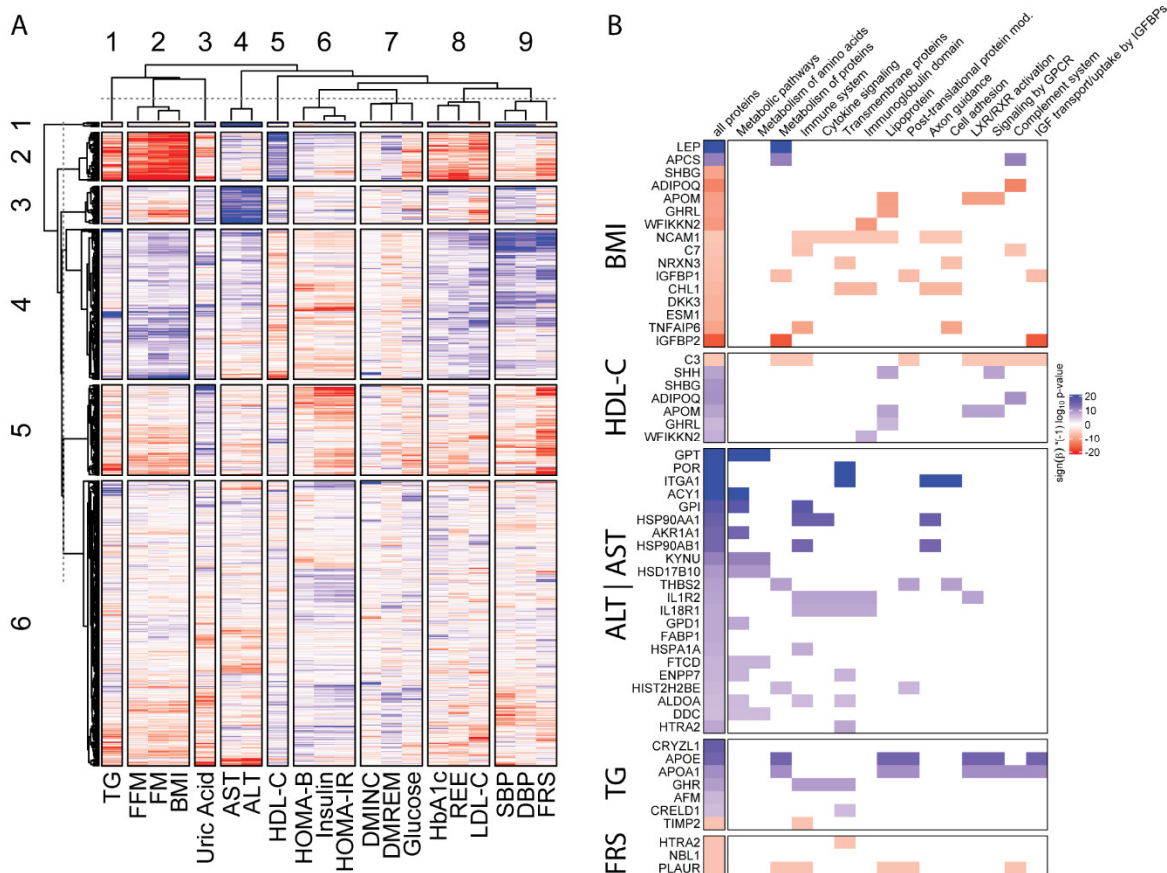 A
1 2 3 4 5 6 7 8 9
1
2
3
4
5
6
TG
FFM
FM
BMI
Uric Acid
AST
ALT
HDL-C
HOMA-B
Insulin
HOMA-IR
DMINC
DMREM
Glucose
HbA1c
REE
LDL-C
SBP
DBP
FRS
B
all proteins
Metabolic pathways
Metabolism of amino acids
Metabolism of proteins
Immune system
Cytokine signaling
Transmembrane proteins
Immunoglobulin domain
Lipoprotein
Post-translational protein mod.
Axon guidance
Cell adhesion
LXR/RXR activation
Signaling by GPCR
Complement system
IGF transport/uptake by IGFBPs
BMI
LEP
APCS
SHBG
ADIPOQ
APOM
GHRL
WFIKKN2
NCAM1
C7
NRXN3
IGFBP1
CHL1
DKK3
ESM1
TNFAIP6
IGFBP2
HDL-C
C3
SHH
SHBG
ADIPOQ
APOM
GHRL
WFIKKN2
ALT | AST
GPT
POR
ITGA1
ACY1
GPI
HSP90AA1
AKR1A1
HSP90AB1
KYNU
HSD17B10
THBS2
IL1R2
IL18R1
GPD1
FABP1
HSPA1A
FTCD
ENPP7
HIST2H2BE
ALDOA
DDC
HTRA2
TG
CRYZL1
APOE
APOA1
GHR
AFM
CRELD1
TIMP2
FRS
HTRA2
NBL1
PLAUR
sign(β) *(-1) log10 p-value
20
10
0
-10
-20